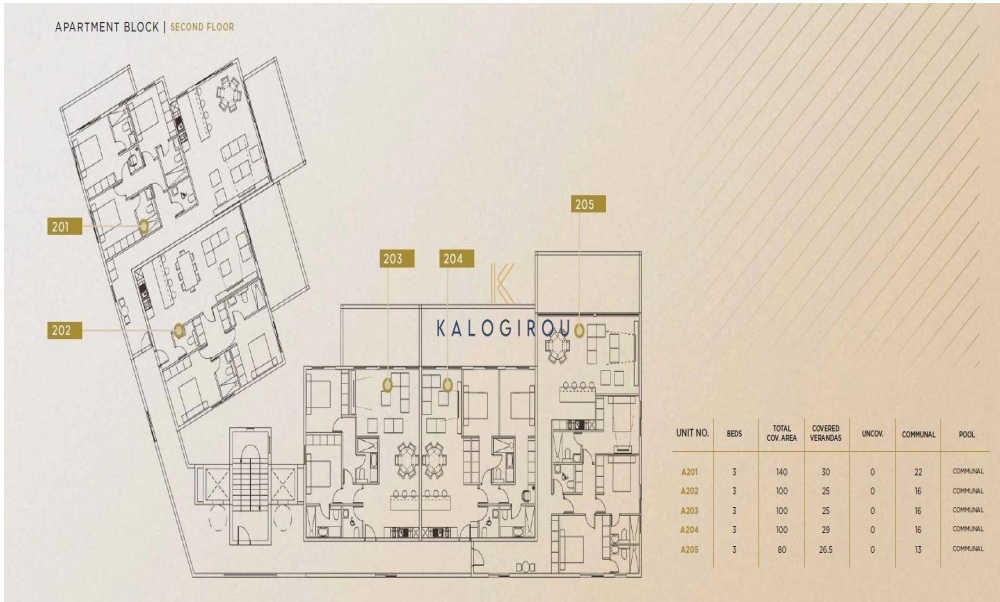 APARTMENT BLOCK | SECOND FLOOR
205
201
203 204
KALOGIROU
202
UNIT NO. BEDS TOTAL COV. AREA COVERED VERANDAS UNCOV. COMMUNAL POOL
A201 3 140 30 0 22 COMMUNAL
A202 3 100 25 0 16 COMMUNAL
A203 3 100 25 0 16 COMMUNAL
A204 3 100 29 0 16 COMMUNAL
A205 3 80 26.5 0 13 COMMUNAL